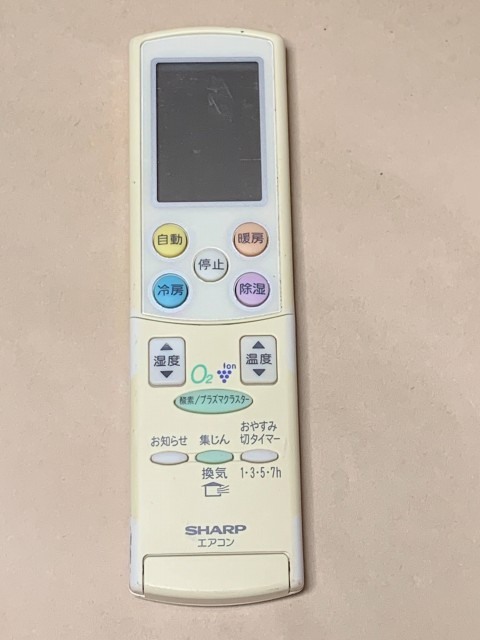 自動
暖房
停止
冷房
除湿
湿度
O2
ion
温度
酸素/プラズマクラスター
お知らせ
集じん
おやすみ
切タイマー
換気
1・3・5・7h
SHARP
エアコン